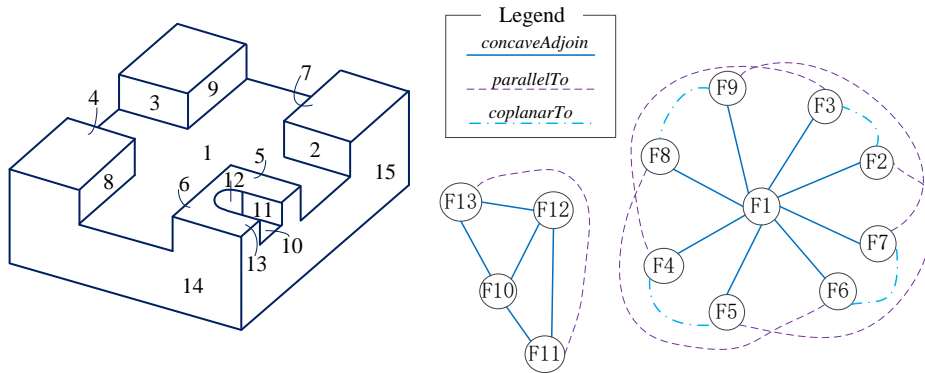 Legend
concaveAdjoin
parallelTo
coplanarTo
4
3
9
7
1
2
8
5
15
12
6
11
10
13
14
F9
F3
F8
F2
F13
F12
F1
F7
F4
F10
F6
F5
F11